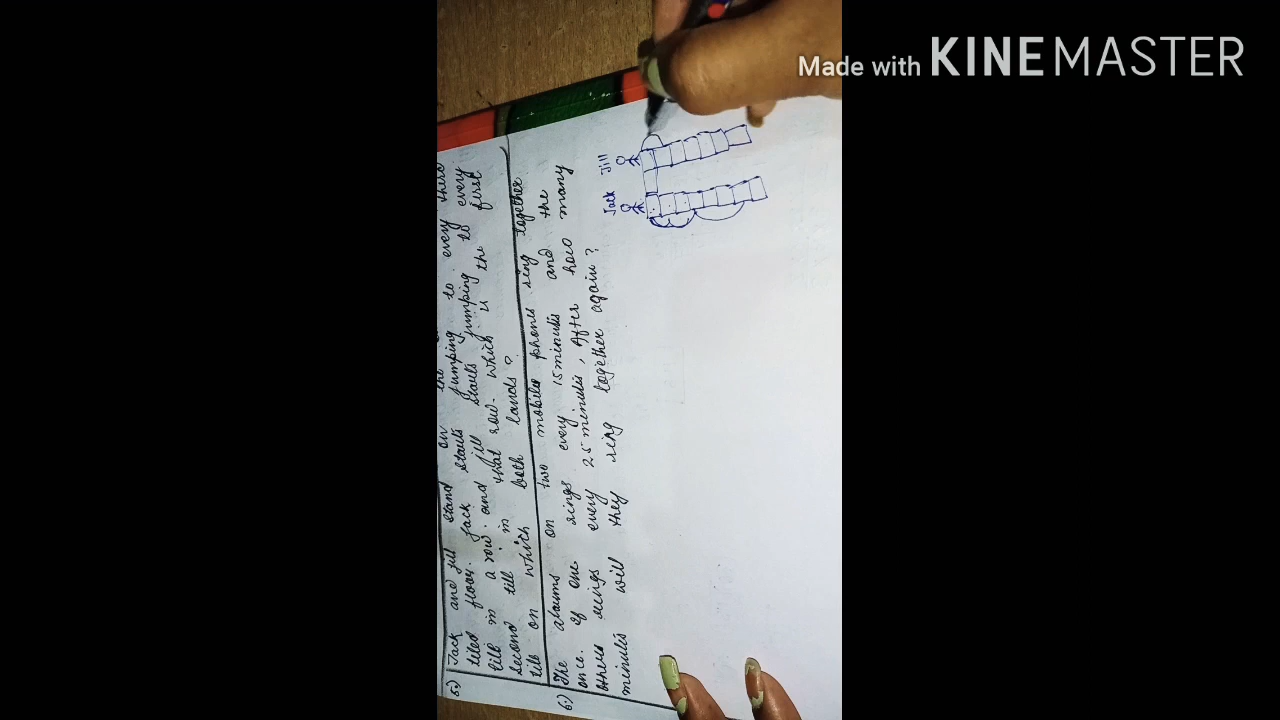 5.) Jack and jill stand on the
tiled floor. Jack starts jumping to every third
tile in a row. and jill starts jumping to every
second till in that row. which is the first
tile on which both lands?
6.) The alarms on two mobiles phones ring together
once. If one rings every 15 minutes and the
others rings every 25 minutes, After how many
minutes will they ring together again?
Jack Jill
Made with KINEMASTER